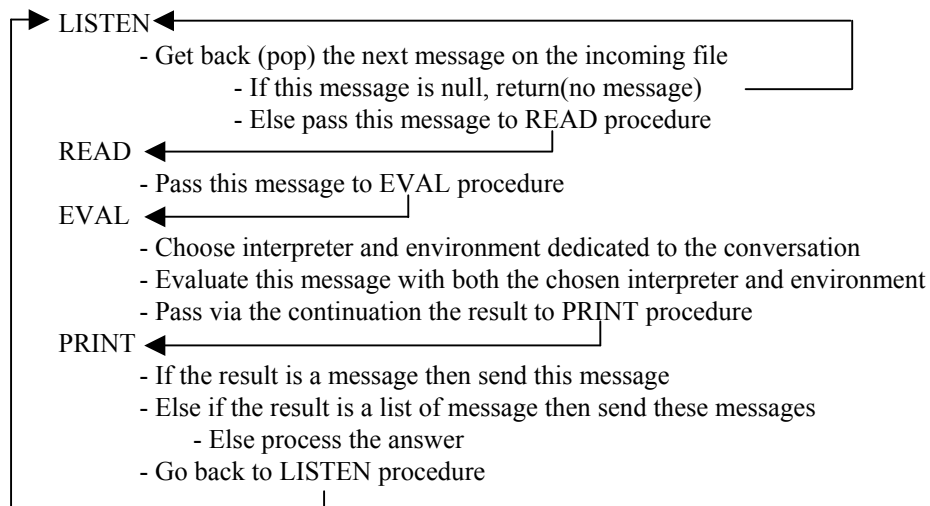 LISTEN
- Get back (pop) the next message on the incoming file
- If this message is null, return(no message)
- Else pass this message to READ procedure
READ
- Pass this message to EVAL procedure
EVAL
- Choose interpreter and environment dedicated to the conversation
- Evaluate this message with both the chosen interpreter and environment
- Pass via the continuation the result to PRINT procedure
PRINT
- If the result is a message then send this message
- Else if the result is a list of message then send these messages
- Else process the answer
- Go back to LISTEN procedure